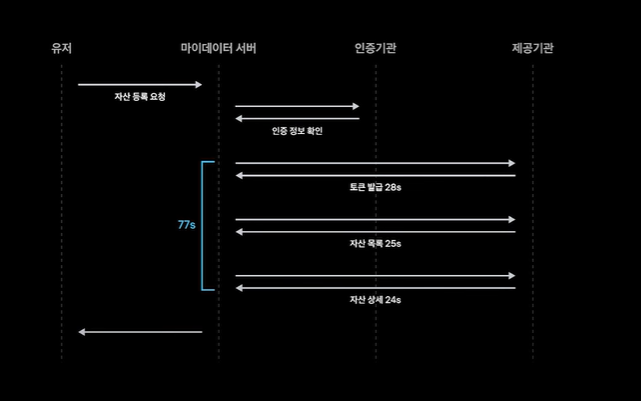 유저
마이데이터 서버
인증기관
제공기관
자산 등록 요청
인증 정보 확인
토큰 발급 28s
77s
자산 목록 25s
자산 상세 24s